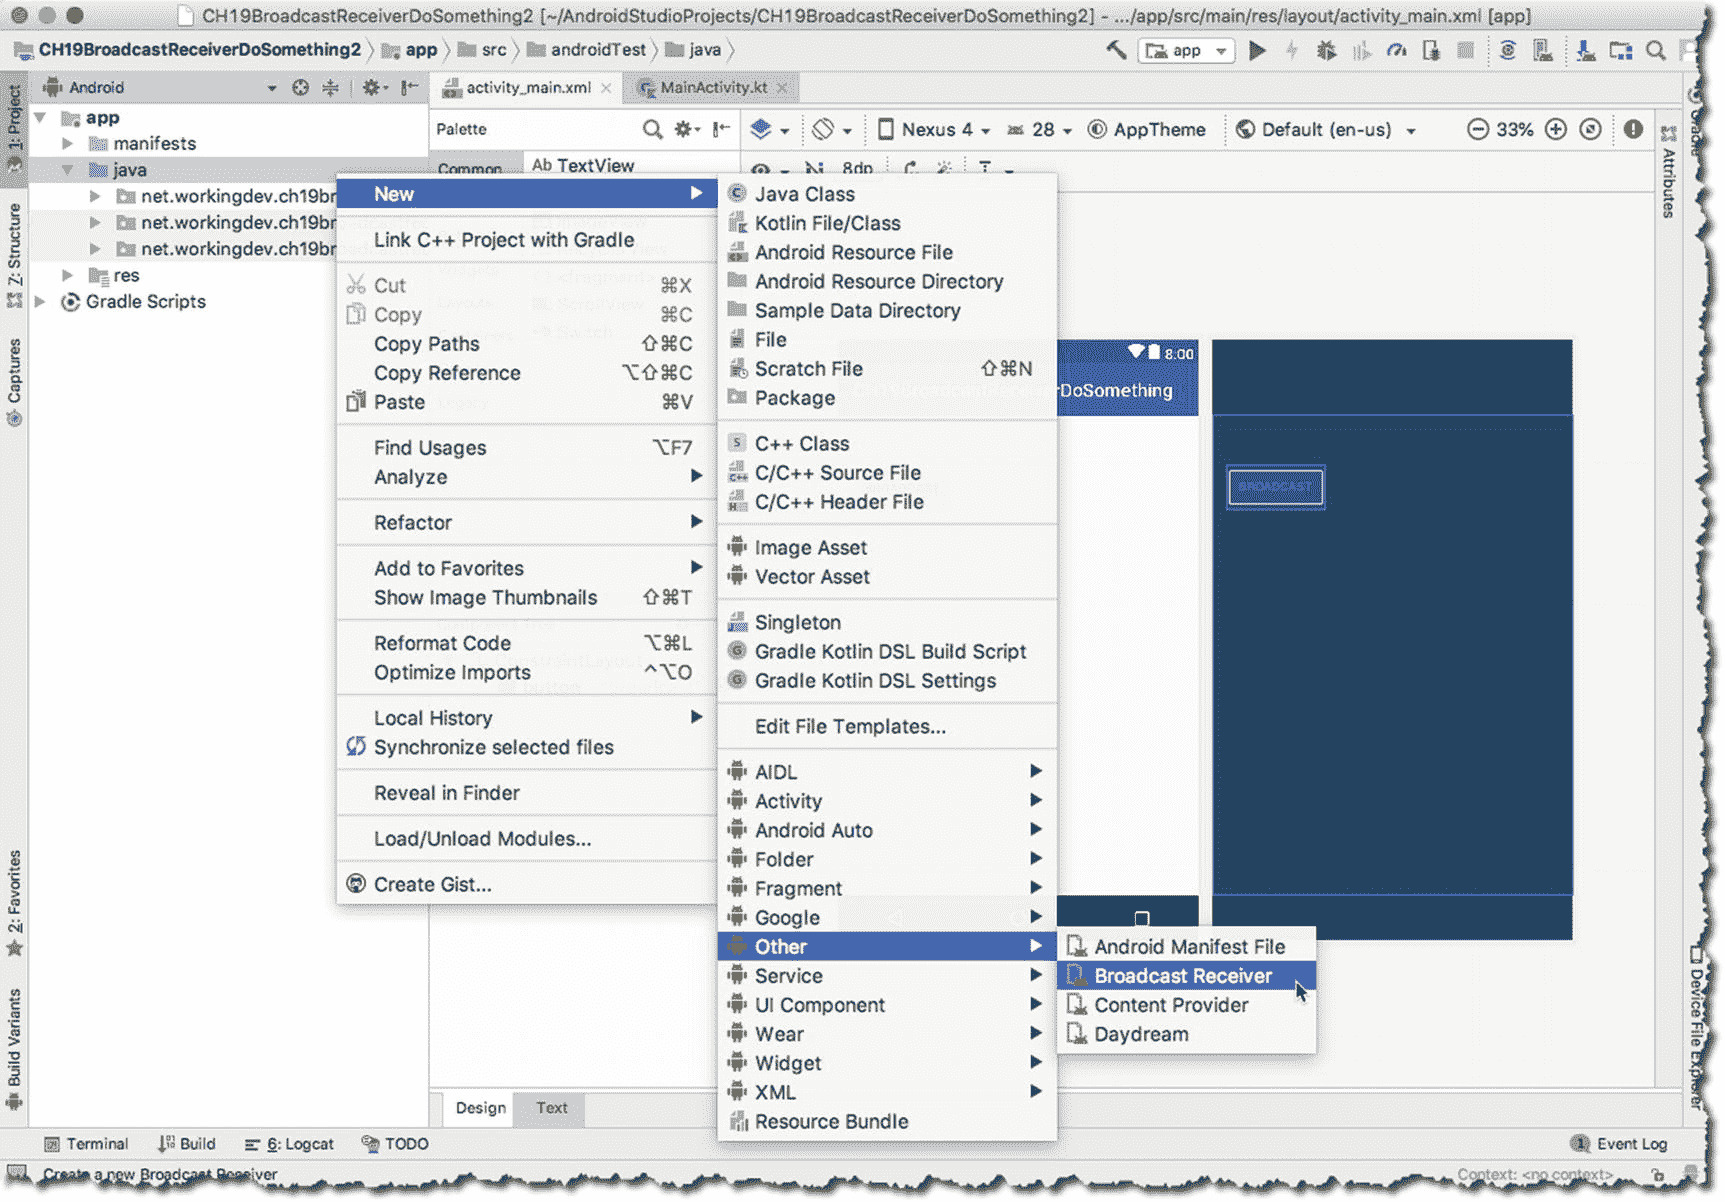 CH19BroadcastReceiverDoSomething2 [~/AndroidStudioProjects/CH19BroadcastReceiverDoSomething2] - .../app/src/main/res/layout/activity_main.xml [app]
CH19BroadcastReceiverDoSomething2 app src androidTest java app
1: Project
Android
activity_main.xml
MainActivity.kt
app
manifests
java
net.workingdev.ch19br
net.workingdev.ch19br
net.workingdev.ch19br
res
Gradle Scripts
Z: Structure
Captures
2: Favorites
Build Variants
Palette
Nexus 4
28
AppTheme
Default (en-us)
33%
Common
Ab TextView
8dp
Gradle
Attributes
Device File Explorer
New
Link C++ Project with Gradle
Cut ⌘X
Copy ⌘C
Copy Paths ⇧⌘C
Copy Reference ⌥⇧⌘C
Paste ⌘V
Find Usages ⌥F7
Analyze
Refactor
Add to Favorites
Show Image Thumbnails ⇧⌘T
Reformat Code ⌥⌘L
Optimize Imports ^⌥O
Local History
Synchronize selected files
Reveal in Finder
Load/Unload Modules...
Create Gist...
Java Class
Kotlin File/Class
Android Resource File
Android Resource Directory
Sample Data Directory
File
Scratch File ⇧⌘N
Package
C++ Class
C/C++ Source File
C/C++ Header File
Image Asset
Vector Asset
Singleton
Gradle Kotlin DSL Build Script
Gradle Kotlin DSL Settings
Edit File Templates...
AIDL
Activity
Android Auto
Folder
Fragment
Google
Other
Service
UI Component
Wear
Widget
XML
Resource Bundle
Android Manifest File
Broadcast Receiver
Content Provider
Daydream
8:00
rDoSomething
BROADCAST
Design Text
Terminal Build 6: Logcat TODO
1 Event Log
Create a new Broadcast Receiver
Context: <no context>